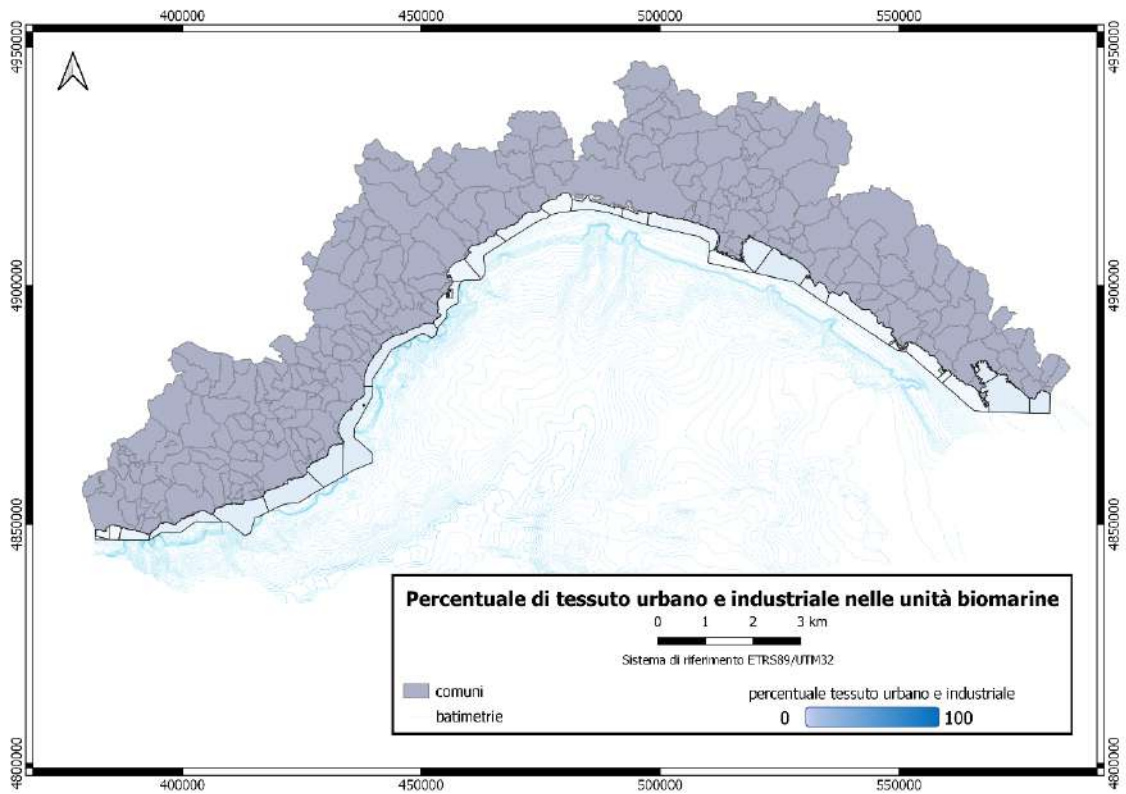 400000 450000 500000 550000
4950000 4950000
4900000 4900000
4850000 4850000
Percentuale di tessuto urbano e industriale nelle unità biomarine
0 1 2 3 km
Sistema di riferimento ETRS89/UTM32
comuni
percentuale tessuto urbano e industriale
batimetrie
0 100
4800000 4800000
400000 450000 500000 550000